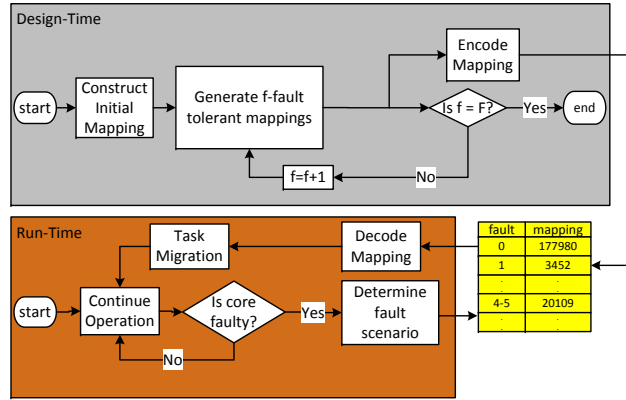 Design-Time
Encode
Mapping
Construct
Initial
Mapping
start
Generate f-fault
tolerant mappings
Is f = F?
Yes
end
No
f=f+1
Run-Time
Task
Migration
Decode
Mapping
fault mapping
0 177980
1 3452
: :
4-5 20109
: :
start
Continue
Operation
Is core
faulty?
Yes
Determine
fault
scenario
No